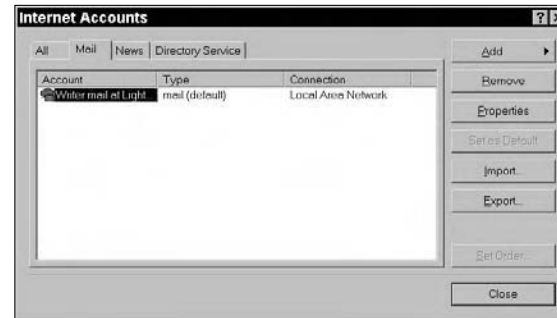 Internet Accounts
All Mail News Directory Service
Account Type Connection
Writer mail at Light... mail (default) Local Area Network
Add
Remove
Properties
Set as Default
Import...
Export...
Set Order...
Close